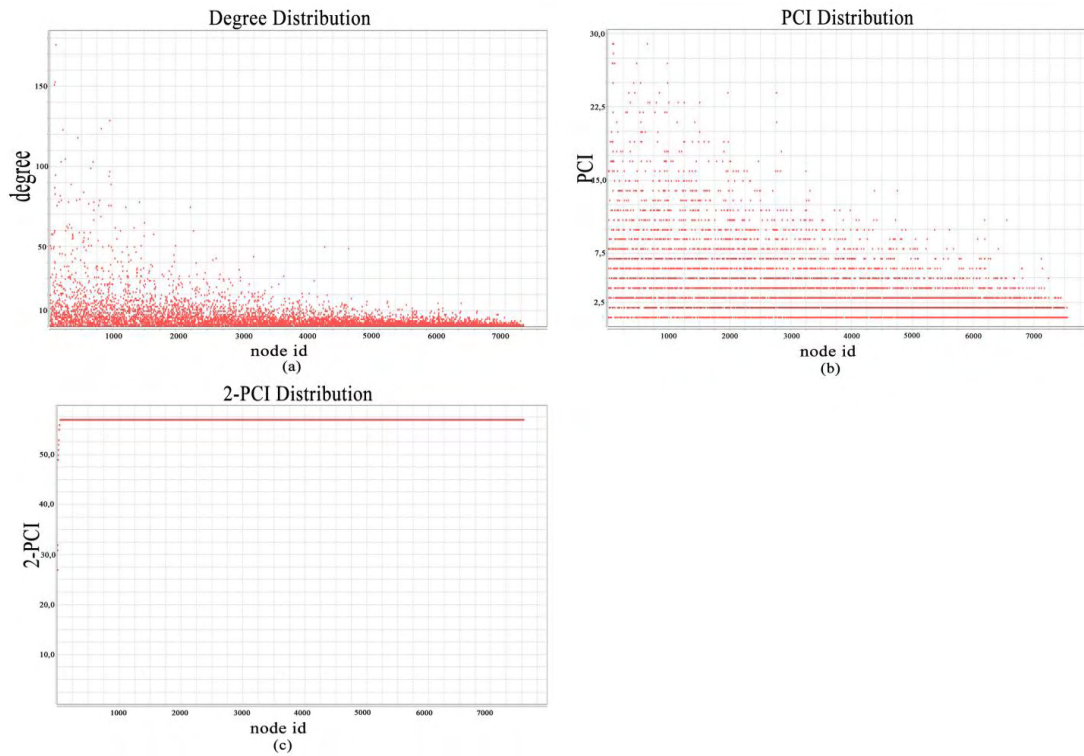 Degree Distribution
150
100
50
10
degree
1000 2000 3000 4000 5000 6000 7000
node id
(a)
PCI Distribution
30,0
22,5
45,0
7,5
2,5
PCI
1000 2000 3000 4000 5000 6000 7000
node id
(b)
2-PCI Distribution
50,0
40,0
30,0
20,0
10,0
2-PCI
1000 2000 3000 4000 5000 6000 7000
node id
(c)